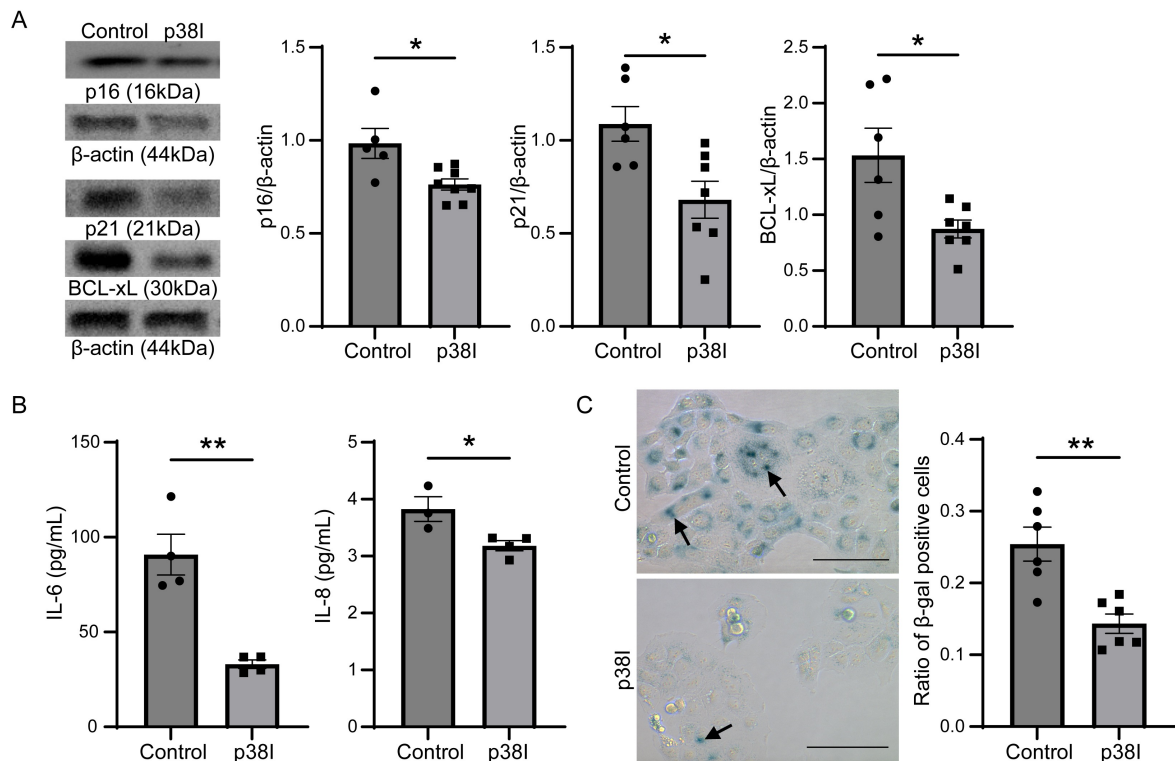 A
Control p38I
p16 (16kDa)
β-actin (44kDa)
p21 (21kDa)
BCL-xL (30kDa)
β-actin (44kDa)
p16/β-actin
1.5
1.0
0.5
0.0
*
Control p38I
p21/β-actin
1.5
1.0
0.5
0.0
*
Control p38I
BCL-xL/β-actin
2.5
2.0
1.5
1.0
0.5
0.0
*
Control p38I
B
IL-6 (pg/mL)
150
100
50
0
**
Control p38I
IL-8 (pg/mL)
5
4
3
2
1
0
*
Control p38I
C
Control
p38I
Ratio of β-gal positive cells
0.4
0.3
0.2
0.1
0.0
**
Control p38I